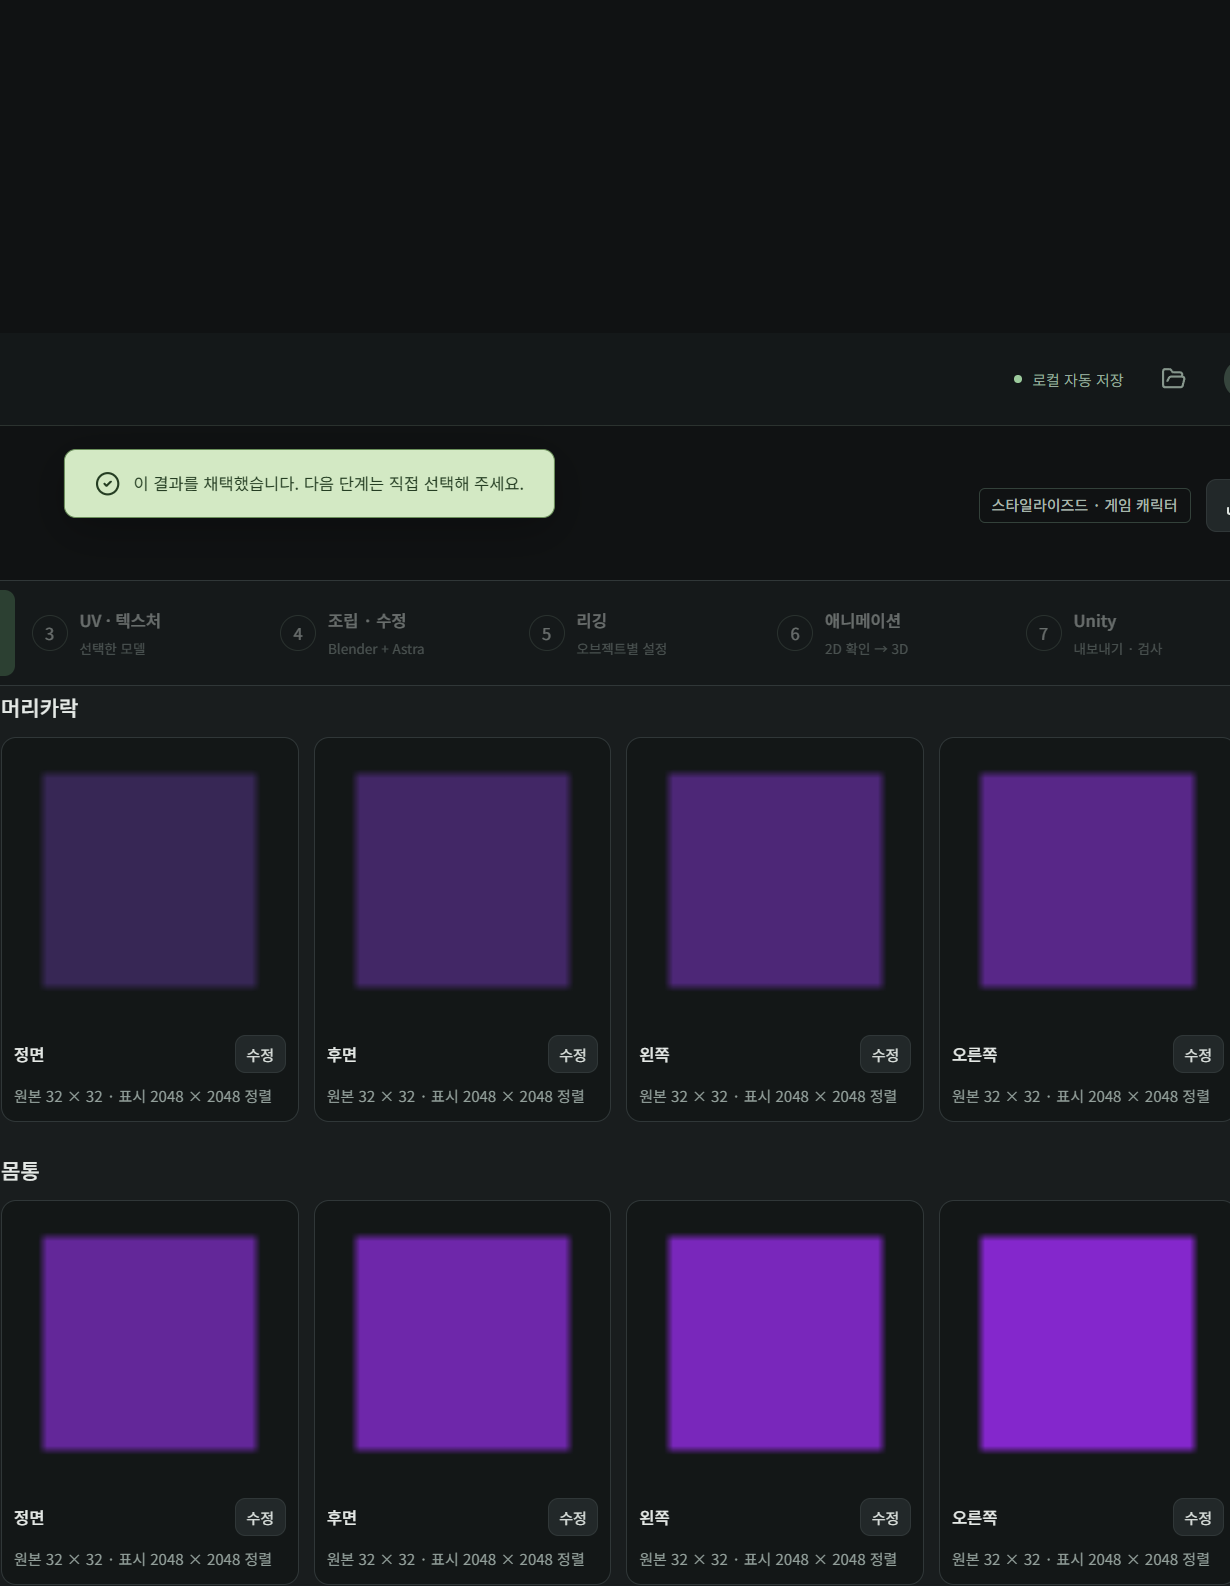 로컬 자동 저장
이 결과를 채택했습니다. 다음 단계는 직접 선택해 주세요.
스타일라이즈드 · 게임 캐릭터
3 UV · 텍스처
선택한 모델
4 조립 · 수정
Blender + Astra
5 리깅
오브젝트별 설정
6 애니메이션
2D 확인 → 3D
7 Unity
내보내기 · 검사
머리카락
정면 수정
원본 32 × 32 · 표시 2048 × 2048 정렬
후면 수정
원본 32 × 32 · 표시 2048 × 2048 정렬
왼쪽 수정
원본 32 × 32 · 표시 2048 × 2048 정렬
오른쪽 수정
원본 32 × 32 · 표시 2048 × 2048 정렬
몸통
정면 수정
원본 32 × 32 · 표시 2048 × 2048 정렬
후면 수정
원본 32 × 32 · 표시 2048 × 2048 정렬
왼쪽 수정
원본 32 × 32 · 표시 2048 × 2048 정렬
오른쪽 수정
원본 32 × 32 · 표시 2048 × 2048 정렬